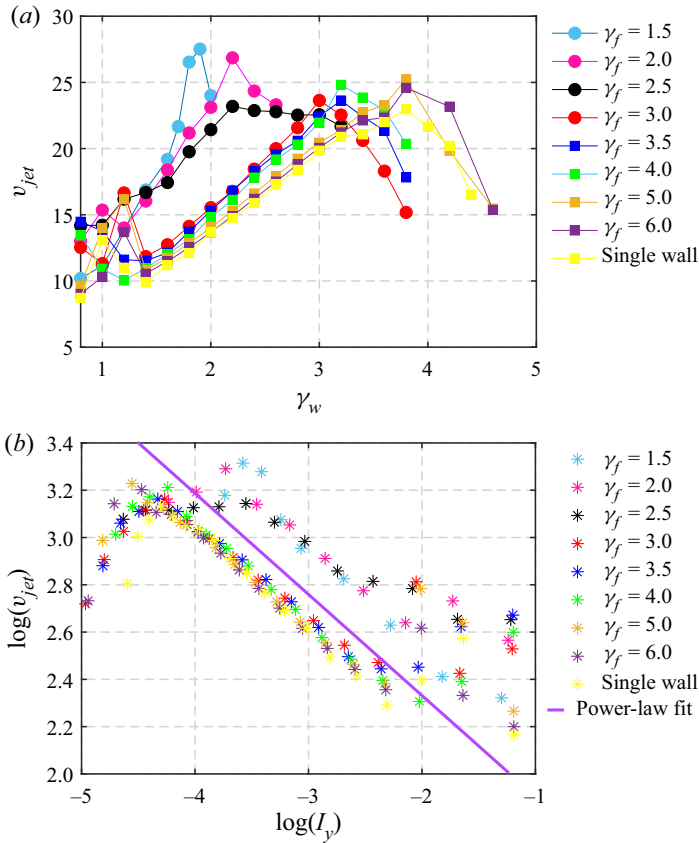 (a)
30
25
20
15
10
5
v_jet
1 2 3 4 5
γ_w
γ_f = 1.5
γ_f = 2.0
γ_f = 2.5
γ_f = 3.0
γ_f = 3.5
γ_f = 4.0
γ_f = 5.0
γ_f = 6.0
Single wall
(b)
3.4
3.2
3.0
2.8
2.6
2.4
2.2
2.0
log(v_jet)
–5 –4 –3 –2 –1
log(I_y)
γ_f = 1.5
γ_f = 2.0
γ_f = 2.5
γ_f = 3.0
γ_f = 3.5
γ_f = 4.0
γ_f = 5.0
γ_f = 6.0
Single wall
Power-law fit